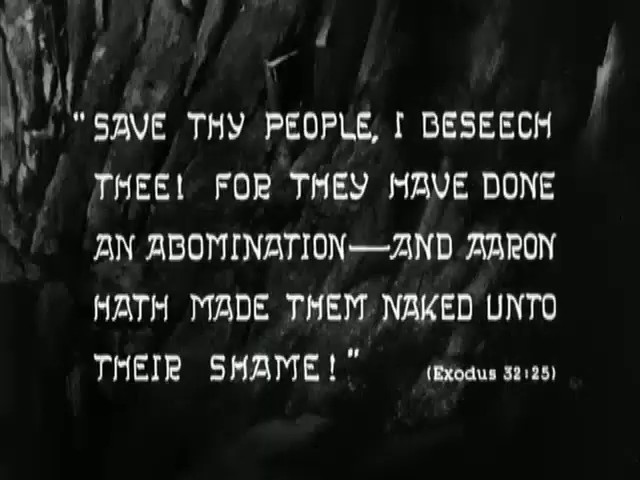 "SAVE THY PEOPLE, I BESEECH
THEE! FOR THEY HAVE DONE
AN ABOMINATION—AND AARON
HATH MADE THEM NAKED UNTO
THEIR SHAME!"
(Exodus 32:25)